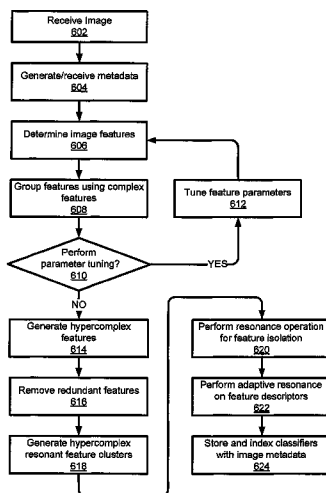 Receive Image
602
Generate/receive metadata
604
Determine image features
606
Group features using complex
features
608
Tune feature parameters
612
Perform
parameter tuning?
610
YES
NO
Generate hypercomplex
features
614
Remove redundant features
616
Generate hypercomplex
resonant feature clusters
618
Perform resonance operation
for feature isolation
620
Perform adaptive resonance
on feature descriptors
622
Store and index classifiers
with image metadata
624